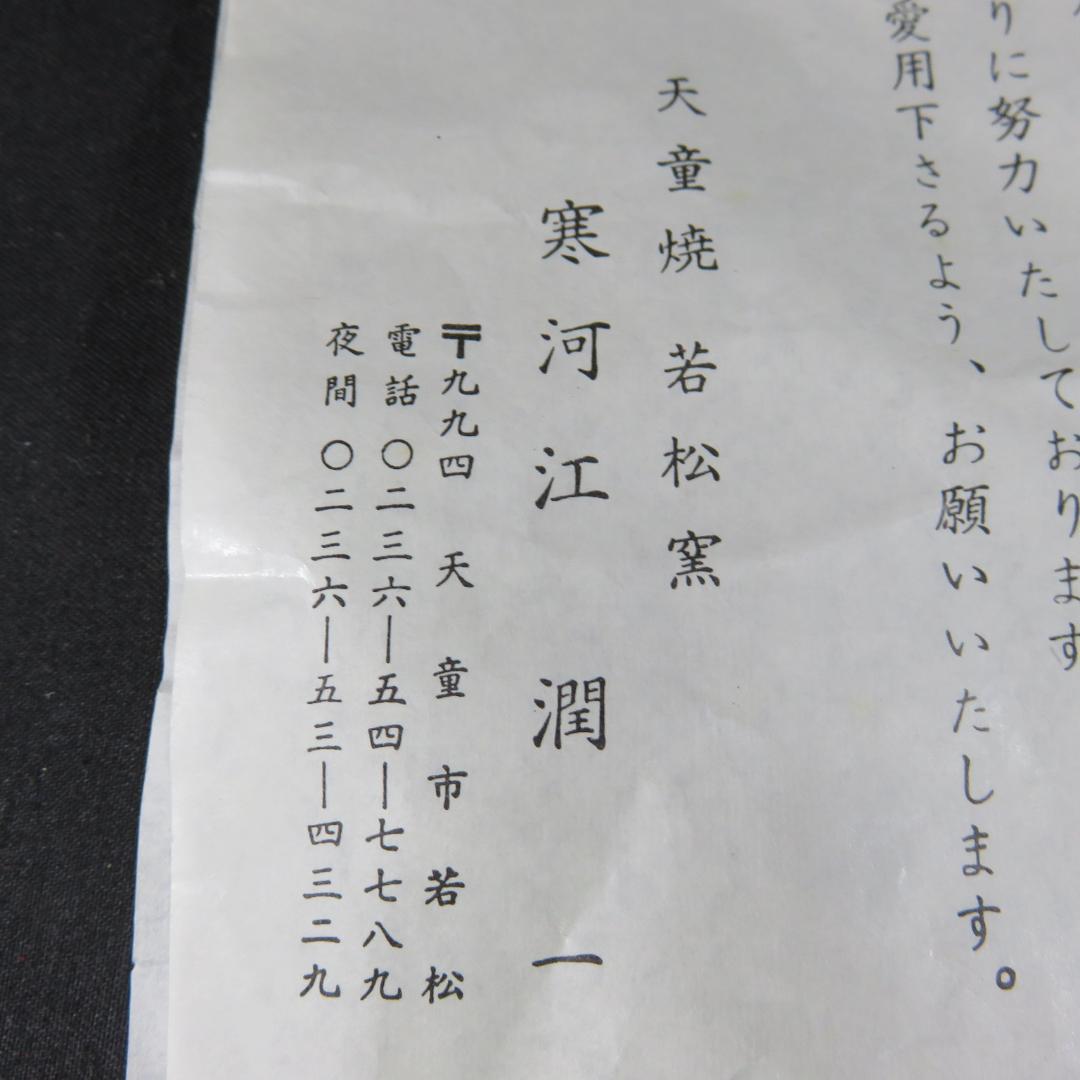 りに努力いたしております
愛用下さるよう、お願いいたします。
天童焼 若松窯
寒河江 潤一
〒九九四 天童市若松
電話 〇二三六―五四―七七八九
夜間 〇二三六―五三―四三二九